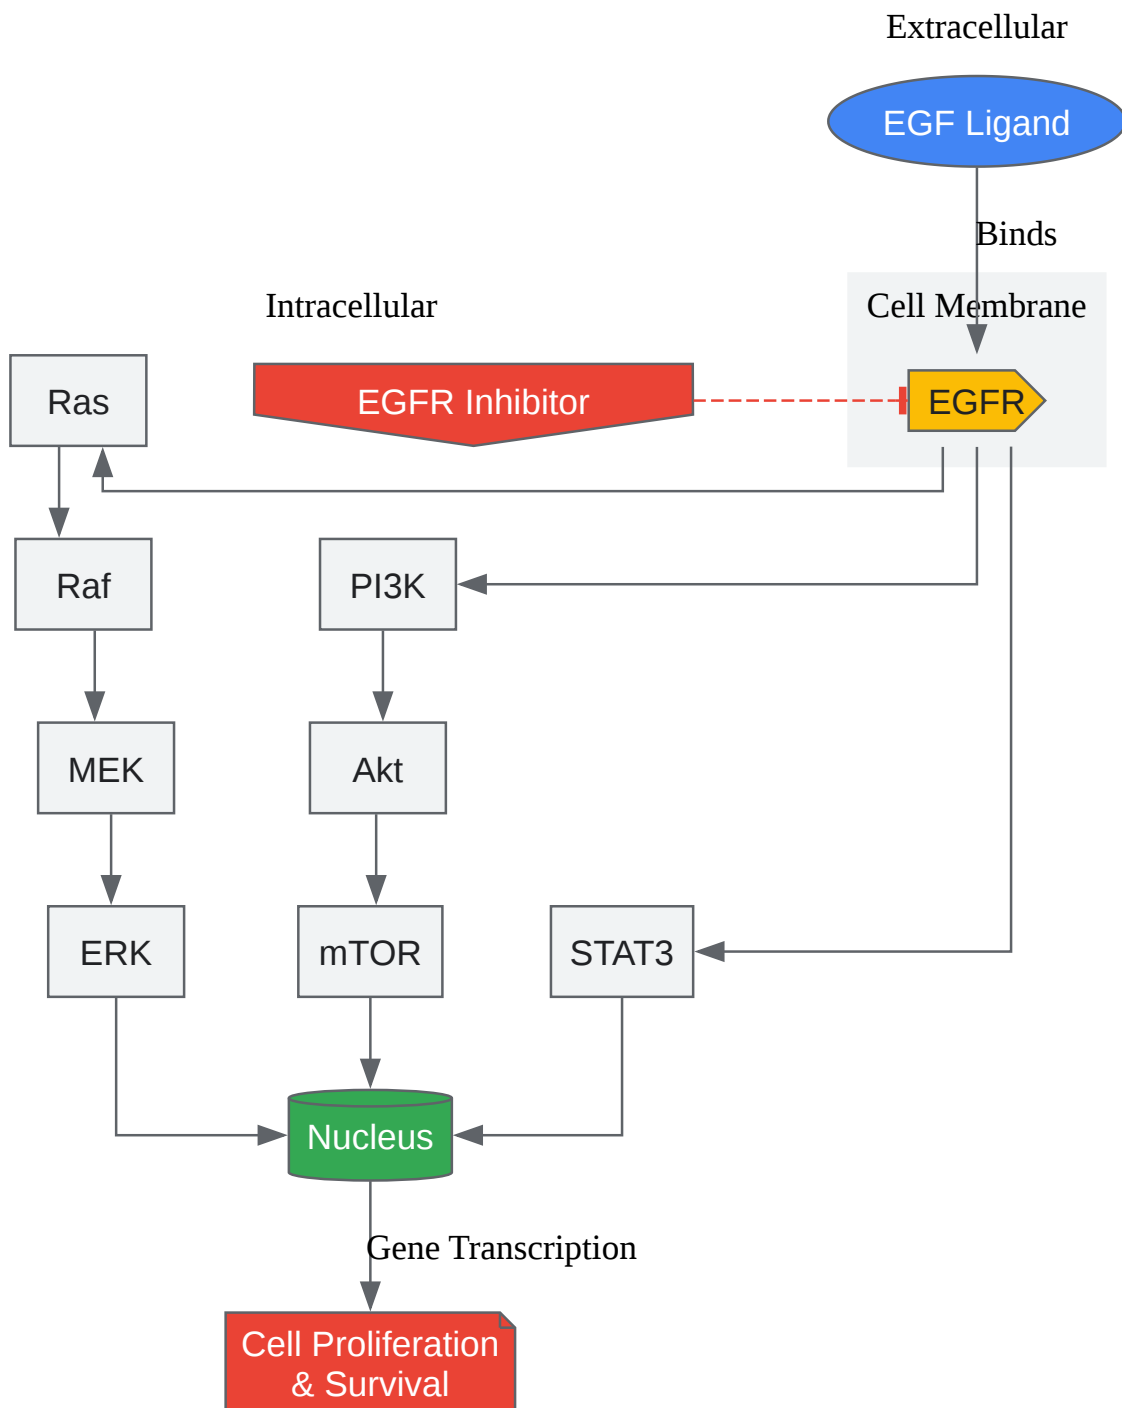 Extracellular
EGF Ligand
Binds
Intracellular
Cell Membrane
Ras
EGFR Inhibitor
EGFR
Raf
PI3K
MEK
Akt
ERK
mTOR
STAT3
Nucleus
Gene Transcription
Cell Proliferation
& Survival